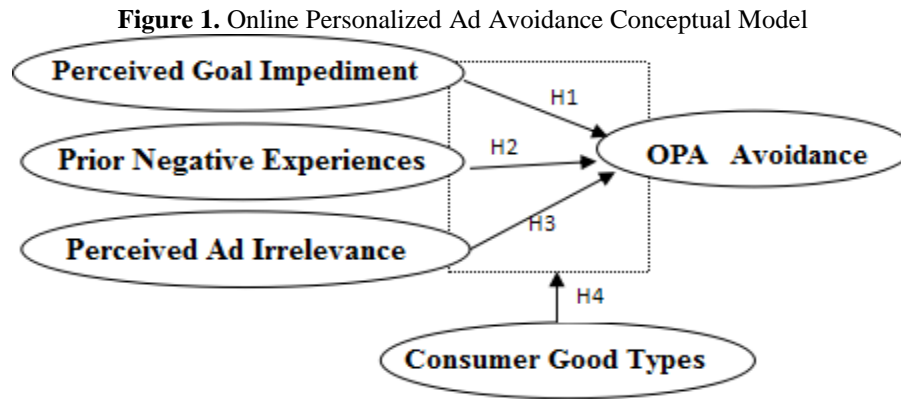 Figure 1. Online Personalized Ad Avoidance Conceptual Model
Perceived Goal Impediment
H1
Prior Negative Experiences
H2
OPA Avoidance
Perceived Ad Irrelevance
H3
H4
Consumer Good Types